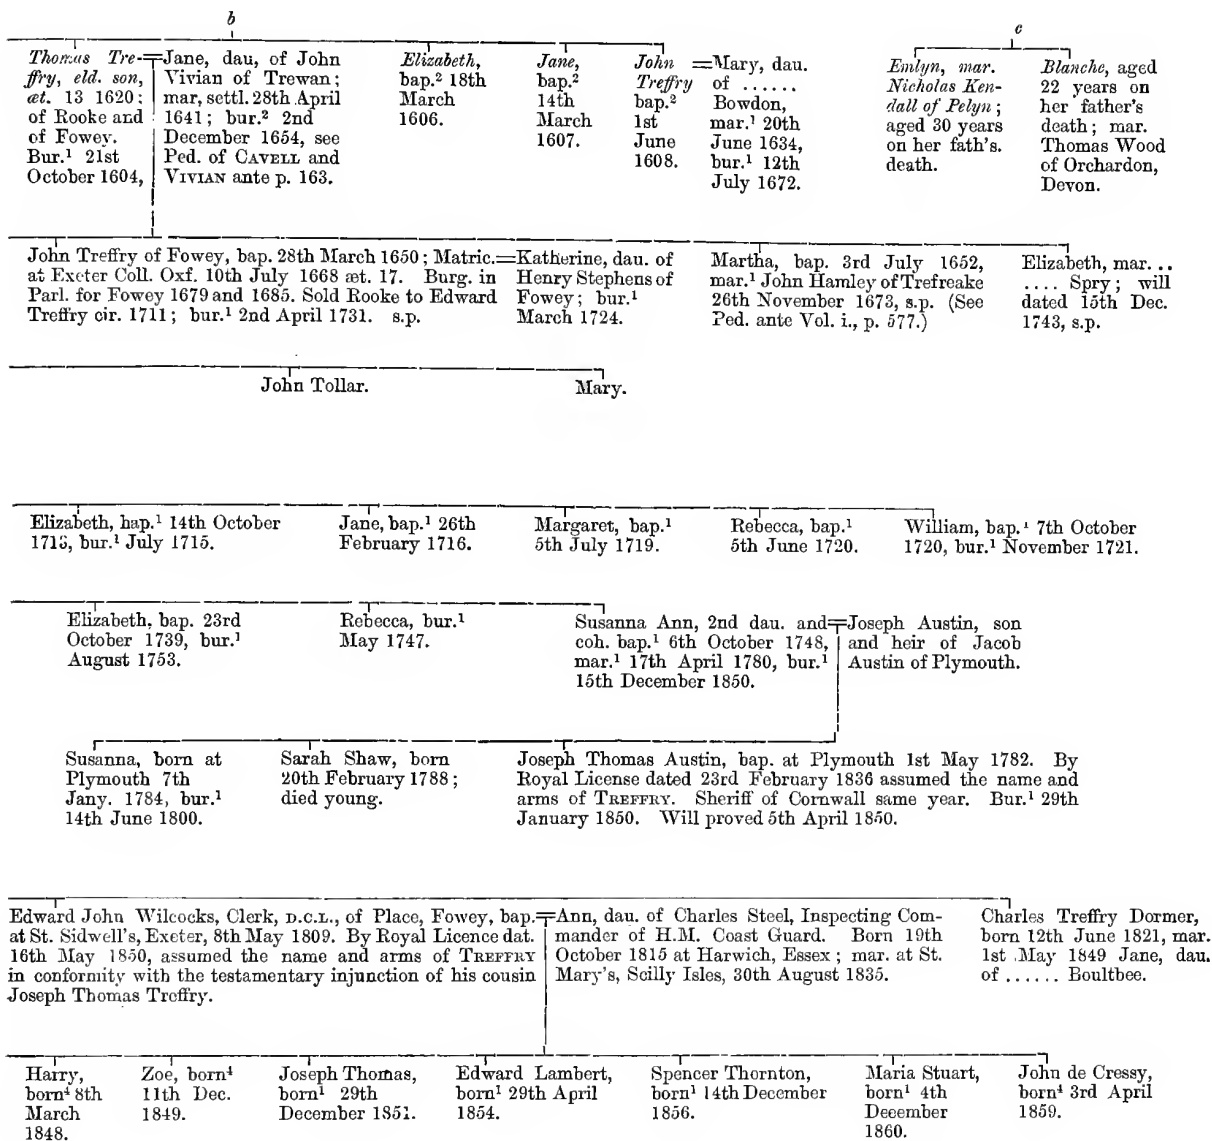 b
c
Thomas Tre-
ffry, eld. son,
æt. 13 1620:
of Rooke and
of Fowey.
Bur.¹ 21st
October 1604,
Jane, dau, of John
Vivian of Trewan;
mar, settl. 28th April
1641; bur.² 2nd
December 1654, see
Ped. of CAVELL and
VIVIAN ante p. 163.
Elizabeth,
bap.² 18th
March
1606.
Jane,
bap.²
14th
March
1607.
John
Treffry
bap.²
1st
June
1608.
Mary, dau.
of ......
Bowdon,
mar.¹ 20th
June 1634,
bur.¹ 12th
July 1672.
Emlyn, mar.
Nicholas Ken-
dall of Pelyn;
aged 30 years
on her fath's.
death.
Blanche, aged
22 years on
her father's
death; mar.
Thomas Wood
of Orchardon,
Devon.
John Treffry of Fowey, bap. 28th March 1650; Matric.
at Exeter Coll. Oxf. 10th July 1668 æt. 17. Burg. in
Parl. for Fowey 1679 and 1685. Sold Rooke to Edward
Treffry cir. 1711; bur.¹ 2nd April 1731. s.p.
Katherine, dau. of
Henry Stephens of
Fowey; bur.¹
March 1724.
Martha, bap. 3rd July 1652,
mar.¹ John Hamley of Trefreake
26th November 1673, s.p. (See
Ped. ante Vol. i., p. 577.)
Elizabeth, mar. ..
.... Spry; will
dated 15th Dec.
1743, s.p.
John Tollar.
Mary.
Elizabeth, bap.¹ 14th October
1713, bur.¹ July 1715.
Jane, bap.¹ 26th
February 1716.
Margaret, bap.¹
5th July 1719.
Rebecca, bap.¹
5th June 1720.
William, bap.¹ 7th October
1720, bur.¹ November 1721.
Elizabeth, bap. 23rd
October 1739, bur.¹
August 1753.
Rebecca, bur.¹
May 1747.
Susanna Ann, 2nd dau. and
coh. bap.¹ 6th October 1748,
mar.¹ 17th April 1780, bur.¹
15th December 1850.
Joseph Austin, son
and heir of Jacob
Austin of Plymouth.
Susanna, born at
Plymouth 7th
Jany. 1784, bur.¹
14th June 1800.
Sarah Shaw, born
20th February 1788;
died young.
Joseph Thomas Austin, bap. at Plymouth 1st May 1782. By
Royal License dated 23rd February 1836 assumed the name and
arms of TREFFRY. Sheriff of Cornwall same year. Bur.¹ 29th
January 1850. Will proved 5th April 1850.
Edward John Wilcocks, Clerk, D.C.L., of Place, Fowey, bap.
at St. Sidwell's, Exeter, 8th May 1809. By Royal Licence dat.
16th May 1850, assumed the name and arms of TREFFRY
in conformity with the testamentary injunction of his cousin
Joseph Thomas Treffry.
Ann, dau. of Charles Steel, Inspecting Com-
mander of H.M. Coast Guard. Born 19th
October 1815 at Harwich, Essex; mar. at St.
Mary's, Scilly Isles, 30th August 1835.
Charles Treffry Dormer,
born 12th June 1821, mar.
1st May 1849 Jane, dau.
of ...... Boultbee.
Harry,
born⁴ 8th
March
1848.
Zoe, born⁴
11th Dec.
1849.
Joseph Thomas,
born¹ 29th
December 1851.
Edward Lambert,
born¹ 29th April
1854.
Spencer Thornton,
born¹ 14th December
1856.
Maria Stuart,
born¹ 4th
December
1860.
John de Cressy,
born⁴ 3rd April
1859.